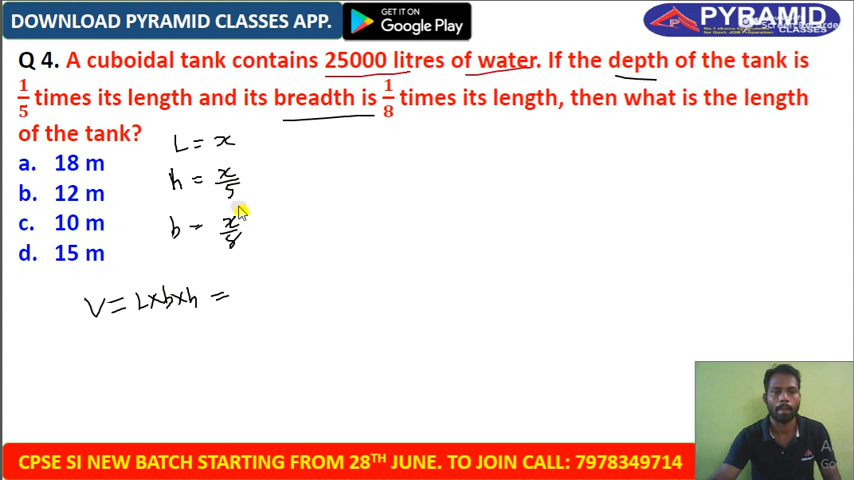 DOWNLOAD PYRAMID CLASSES APP.
GET IT ON
Google Play
PYRAMID
CLASSES
Q 4. A cuboidal tank contains 25000 litres of water. If the depth of the tank is
1/5 times its length and its breadth is 1/8 times its length, then what is the length
of the tank?
a. 18 m
b. 12 m
c. 10 m
d. 15 m
L = x
h = x/5
b = x/8
V = L×b×h =
CPSE SI NEW BATCH STARTING FROM 28TH JUNE. TO JOIN CALL: 7978349714